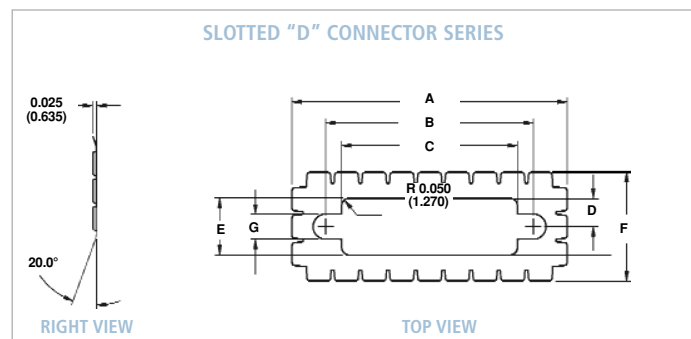 SLOTTED “D” CONNECTOR SERIES
0.025
(0.635)
A
B
C
R 0.050
(1.270)
D
E
G
F
20.0°
RIGHT VIEW
TOP VIEW